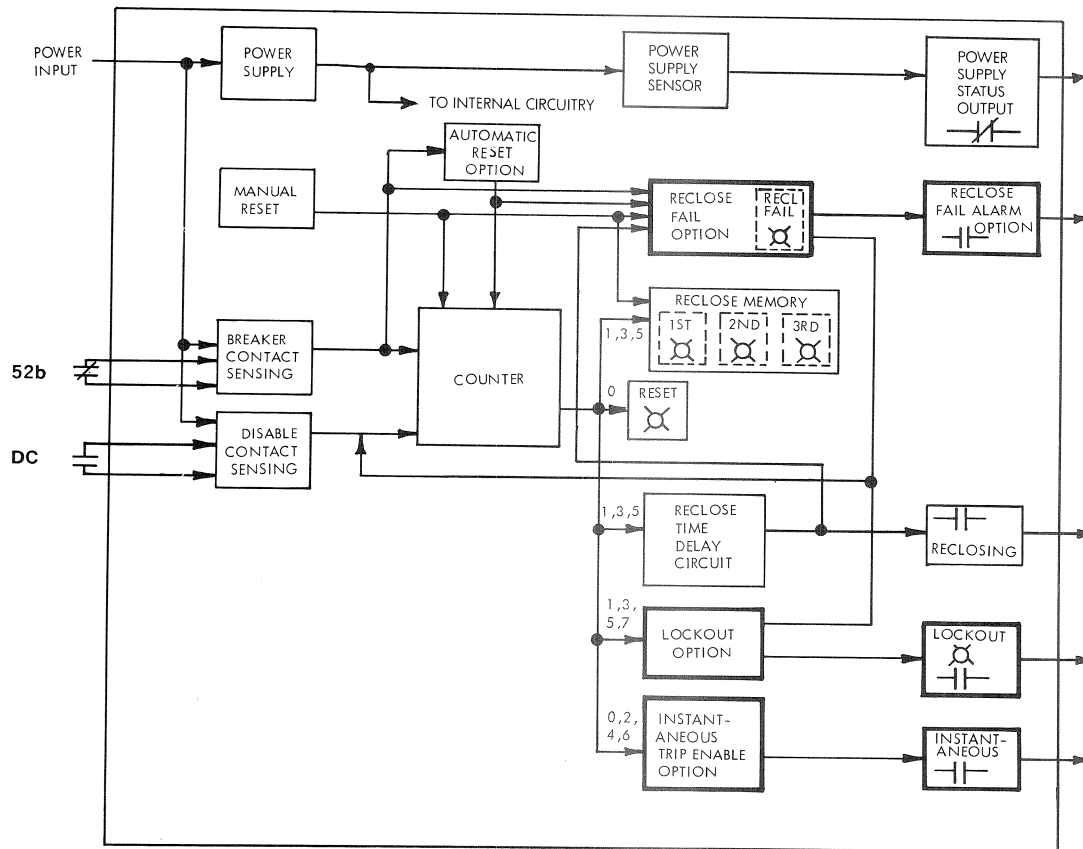 POWER
INPUT
POWER
SUPPLY
POWER
SUPPLY
SENSOR
POWER
SUPPLY
STATUS
OUTPUT
TO INTERNAL CIRCUITRY
AUTOMATIC
RESET
OPTION
MANUAL
RESET
RECLOSE
FAIL
OPTION
RECL
FAIL
RECLOSE
FAIL ALARM
OPTION
RECLOSE MEMORY
1ST
2ND
3RD
1,3,5
BREAKER
CONTACT
SENSING
52b
COUNTER
0
RESET
DISABLE
CONTACT
SENSING
DC
1,3,5
RECLOSE
TIME
DELAY
CIRCUIT
RECLOSING
1,3,
5,7
LOCKOUT
OPTION
LOCKOUT
0,2,
4,6
INSTANT-
ANEOUS
TRIP ENABLE
OPTION
INSTANT-
ANEOUS